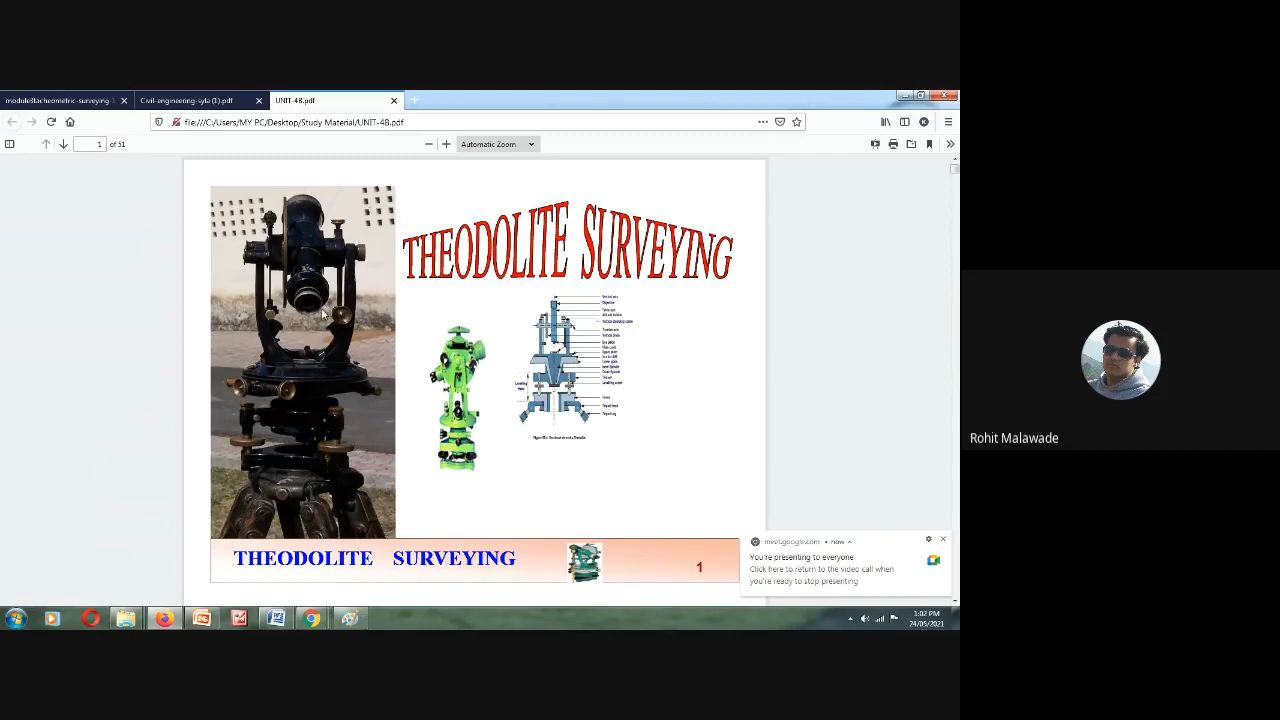 module3tacheometric-surveying-1
Civil-engineering-syla (1).pdf
UNIT-4B.pdf
file:///C:/Users/MY PC/Desktop/Study Material/UNIT-4B.pdf
1 of 51
Automatic Zoom
THEODOLITE SURVEYING
THEODOLITE SURVEYING
1
meet.google.com • now
You're presenting to everyone
Click here to return to the video call when
you're ready to stop presenting
1:02 PM
24/05/2021
Rohit Malawade